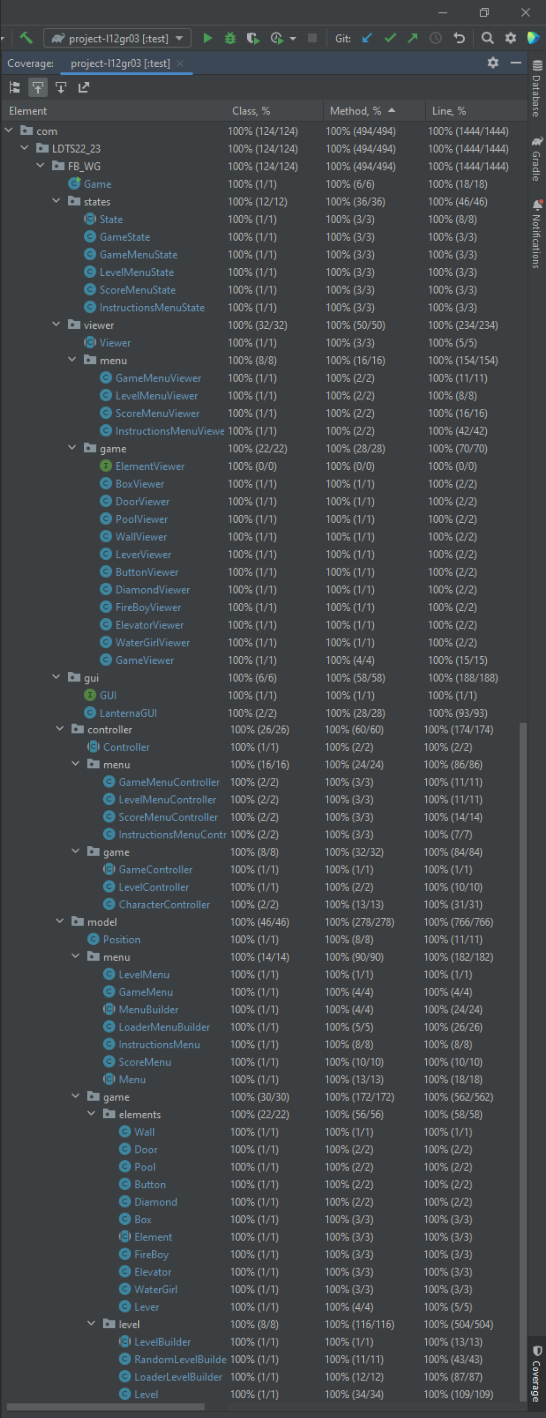 project-l12gr03 [:test]
Git:
Coverage: project-l12gr03 [:test]
Element Class, % Method, % Line, %
com 100% (124/124) 100% (494/494) 100% (1444/1444)
LDTS22_23 100% (124/124) 100% (494/494) 100% (1444/1444)
FB_WG 100% (124/124) 100% (494/494) 100% (1444/1444)
Game 100% (1/1) 100% (6/6) 100% (18/18)
states 100% (12/12) 100% (36/36) 100% (46/46)
State 100% (1/1) 100% (3/3) 100% (8/8)
GameState 100% (1/1) 100% (3/3) 100% (3/3)
GameMenuState 100% (1/1) 100% (3/3) 100% (3/3)
LevelMenuState 100% (1/1) 100% (3/3) 100% (3/3)
ScoreMenuState 100% (1/1) 100% (3/3) 100% (3/3)
InstructionsMenuState 100% (1/1) 100% (3/3) 100% (3/3)
viewer 100% (32/32) 100% (50/50) 100% (234/234)
Viewer 100% (1/1) 100% (3/3) 100% (5/5)
menu 100% (8/8) 100% (16/16) 100% (154/154)
GameMenuViewer 100% (1/1) 100% (2/2) 100% (11/11)
LevelMenuViewer 100% (1/1) 100% (2/2) 100% (8/8)
ScoreMenuViewer 100% (1/1) 100% (2/2) 100% (16/16)
InstructionsMenuViewe 100% (1/1) 100% (2/2) 100% (42/42)
game 100% (22/22) 100% (28/28) 100% (70/70)
ElementViewer 100% (0/0) 100% (0/0) 100% (0/0)
BoxViewer 100% (1/1) 100% (1/1) 100% (2/2)
DoorViewer 100% (1/1) 100% (1/1) 100% (2/2)
PoolViewer 100% (1/1) 100% (1/1) 100% (2/2)
WallViewer 100% (1/1) 100% (1/1) 100% (2/2)
LeverViewer 100% (1/1) 100% (1/1) 100% (2/2)
ButtonViewer 100% (1/1) 100% (1/1) 100% (2/2)
DiamondViewer 100% (1/1) 100% (1/1) 100% (2/2)
FireBoyViewer 100% (1/1) 100% (1/1) 100% (2/2)
ElevatorViewer 100% (1/1) 100% (1/1) 100% (2/2)
WaterGirlViewer 100% (1/1) 100% (1/1) 100% (2/2)
GameViewer 100% (1/1) 100% (4/4) 100% (15/15)
gui 100% (6/6) 100% (58/58) 100% (188/188)
GUI 100% (1/1) 100% (1/1) 100% (1/1)
LanternaGUI 100% (2/2) 100% (28/28) 100% (93/93)
controller 100% (26/26) 100% (60/60) 100% (174/174)
Controller 100% (1/1) 100% (2/2) 100% (2/2)
menu 100% (16/16) 100% (24/24) 100% (86/86)
GameMenuController 100% (2/2) 100% (3/3) 100% (11/11)
LevelMenuController 100% (2/2) 100% (3/3) 100% (11/11)
ScoreMenuController 100% (2/2) 100% (3/3) 100% (14/14)
InstructionsMenuContr 100% (2/2) 100% (3/3) 100% (7/7)
game 100% (8/8) 100% (32/32) 100% (84/84)
GameController 100% (1/1) 100% (1/1) 100% (1/1)
LevelController 100% (1/1) 100% (2/2) 100% (10/10)
CharacterController 100% (2/2) 100% (13/13) 100% (31/31)
model 100% (46/46) 100% (278/278) 100% (766/766)
Position 100% (1/1) 100% (8/8) 100% (11/11)
menu 100% (14/14) 100% (90/90) 100% (182/182)
LevelMenu 100% (1/1) 100% (1/1) 100% (1/1)
GameMenu 100% (1/1) 100% (4/4) 100% (4/4)
MenuBuilder 100% (1/1) 100% (4/4) 100% (24/24)
LoaderMenuBuilder 100% (1/1) 100% (5/5) 100% (26/26)
InstructionsMenu 100% (1/1) 100% (8/8) 100% (8/8)
ScoreMenu 100% (1/1) 100% (10/10) 100% (10/10)
Menu 100% (1/1) 100% (13/13) 100% (18/18)
game 100% (30/30) 100% (172/172) 100% (562/562)
elements 100% (22/22) 100% (56/56) 100% (58/58)
Wall 100% (1/1) 100% (1/1) 100% (1/1)
Door 100% (1/1) 100% (2/2) 100% (2/2)
Pool 100% (1/1) 100% (2/2) 100% (2/2)
Button 100% (1/1) 100% (2/2) 100% (2/2)
Diamond 100% (1/1) 100% (2/2) 100% (2/2)
Box 100% (1/1) 100% (3/3) 100% (3/3)
Element 100% (1/1) 100% (3/3) 100% (3/3)
FireBoy 100% (1/1) 100% (3/3) 100% (3/3)
Elevator 100% (1/1) 100% (3/3) 100% (3/3)
WaterGirl 100% (1/1) 100% (3/3) 100% (3/3)
Lever 100% (1/1) 100% (4/4) 100% (5/5)
level 100% (8/8) 100% (116/116) 100% (504/504)
LevelBuilder 100% (1/1) 100% (1/1) 100% (13/13)
RandomLevelBuilde 100% (1/1) 100% (11/11) 100% (43/43)
LoaderLevelBuilder 100% (1/1) 100% (12/12) 100% (87/87)
Level 100% (1/1) 100% (34/34) 100% (109/109)
Database
Gradle
Notifications
Coverage